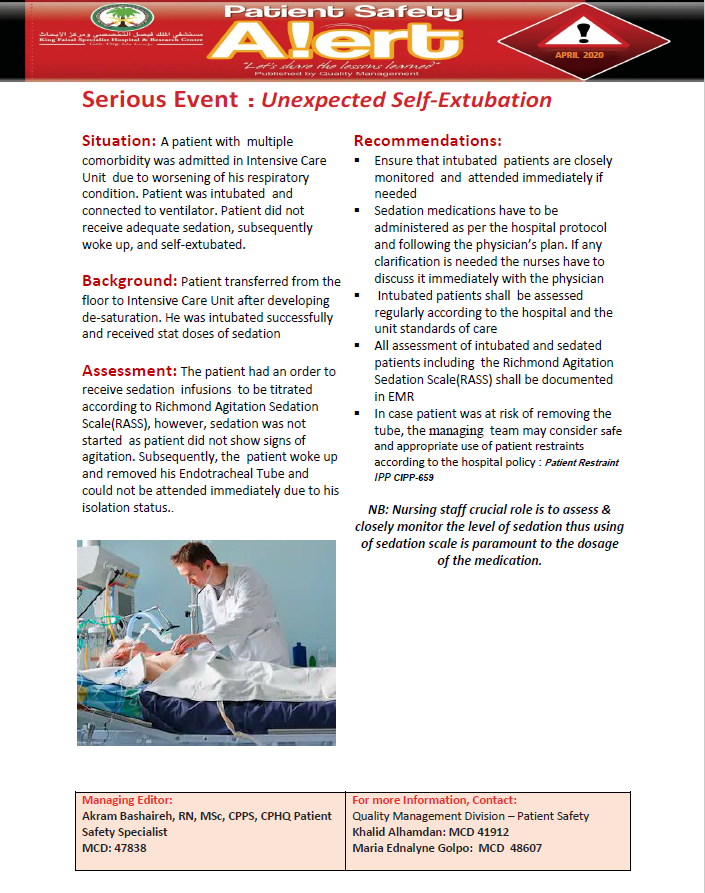 مستشفى الملك فيصل التخصصي ومركز الأبحاث
King Faisal Specialist Hospital & Research Centre
Patient Safety
A!ert
"Let's share the lessons learned"
Published by Quality Management
APRIL 2020
Serious Event : Unexpected Self-Extubation
Situation: A patient with multiple
comorbidity was admitted in Intensive Care
Unit due to worsening of his respiratory
condition. Patient was intubated and
connected to ventilator. Patient did not
receive adequate sedation, subsequently
woke up, and self-extubated.
Background: Patient transferred from the
floor to Intensive Care Unit after developing
de-saturation. He was intubated successfully
and received stat doses of sedation
Assessment: The patient had an order to
receive sedation infusions to be titrated
according to Richmond Agitation Sedation
Scale(RASS), however, sedation was not
started as patient did not show signs of
agitation. Subsequently, the patient woke up
and removed his Endotracheal Tube and
could not be attended immediately due to his
isolation status..
Recommendations:
▪ Ensure that intubated patients are closely
monitored and attended immediately if
needed
▪ Sedation medications have to be
administered as per the hospital protocol
and following the physician's plan. If any
clarification is needed the nurses have to
discuss it immediately with the physician
▪ Intubated patients shall be assessed
regularly according to the hospital and the
unit standards of care
▪ All assessment of intubated and sedated
patients including the Richmond Agitation
Sedation Scale(RASS) shall be documented
in EMR
▪ In case patient was at risk of removing the
tube, the managing team may consider safe
and appropriate use of patient restraints
according to the hospital policy : Patient Restraint
IPP CIPP-659
NB: Nursing staff crucial role is to assess &
closely monitor the level of sedation thus using
of sedation scale is paramount to the dosage
of the medication.
Managing Editor:
Akram Bashaireh, RN, MSc, CPPS, CPHQ Patient
Safety Specialist
MCD: 47838
For more Information, Contact:
Quality Management Division – Patient Safety
Khalid Alhamdan: MCD 41912
Maria Ednalyne Golpo: MCD 48607